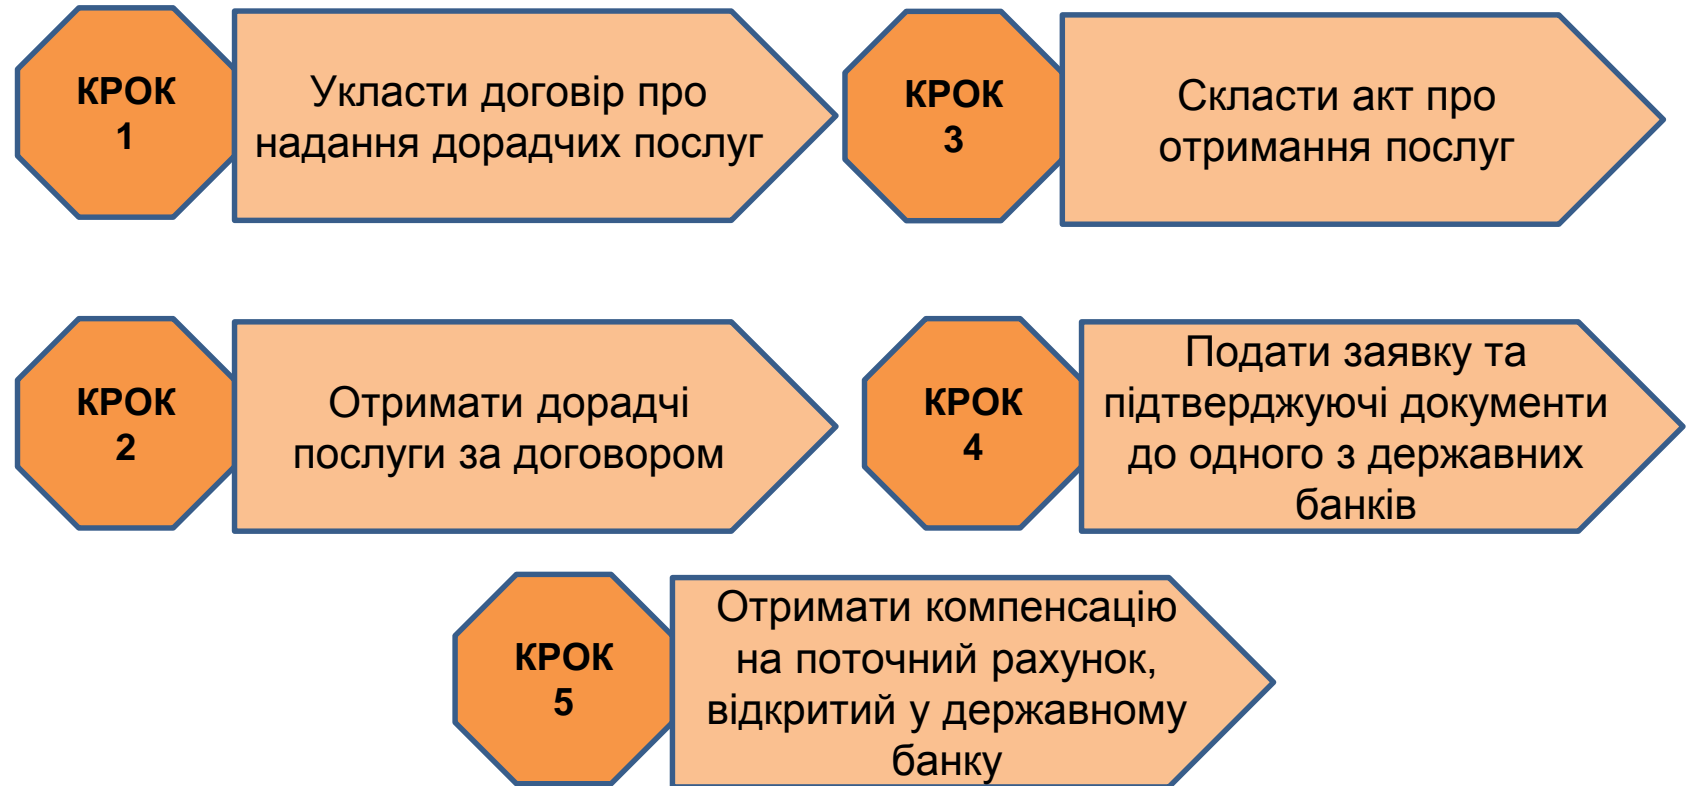 КРОК
1
Укласти договір про
надання дорадчих послуг
КРОК
2
Отримати дорадчі
послуги за договором
КРОК
3
Скласти акт про
отримання послуг
КРОК
4
Подати заявку та
підтверджуючі документи
до одного з державних
банків
КРОК
5
Отримати компенсацію
на поточний рахунок,
відкритий у державному
банку